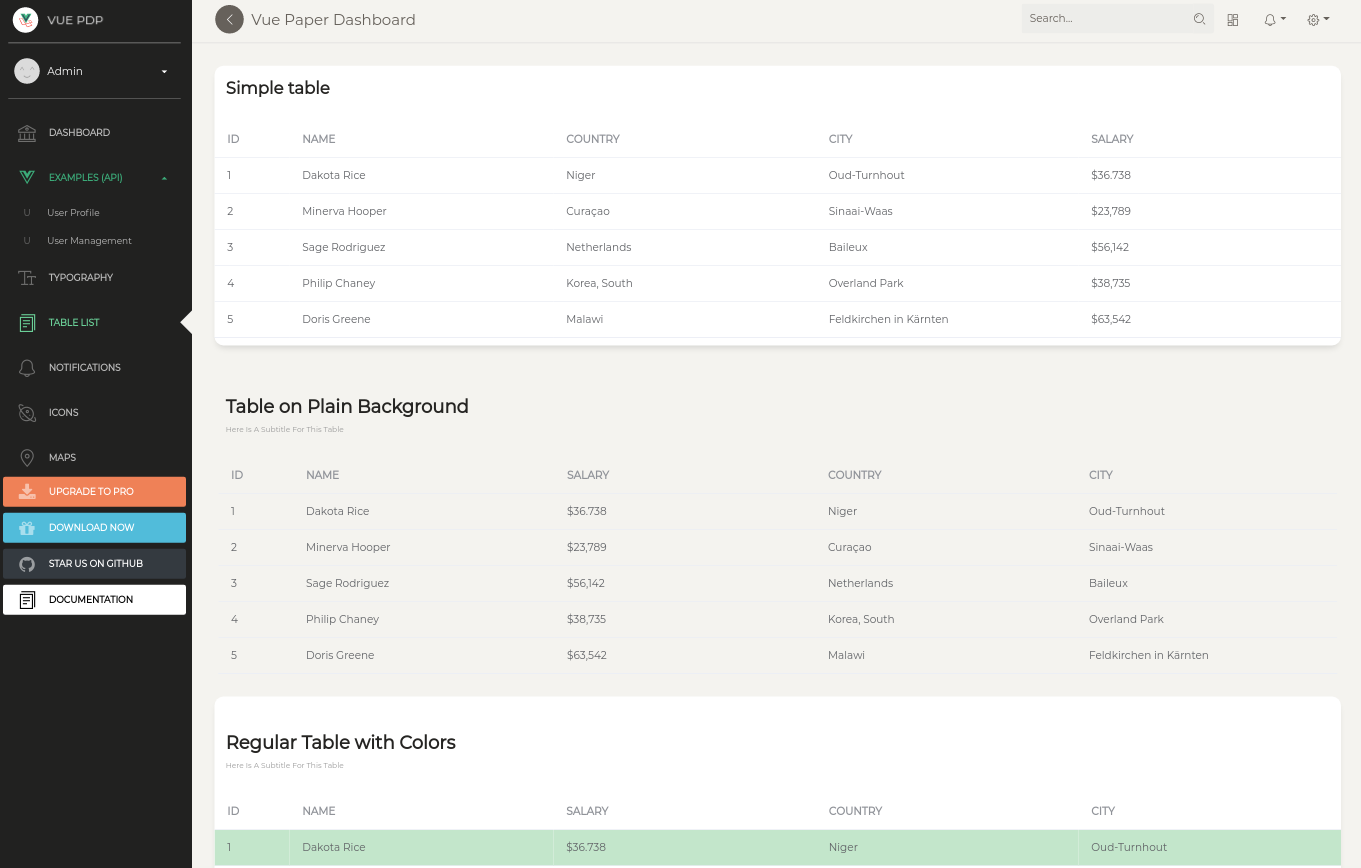 VUE PDP
Admin
DASHBOARD
EXAMPLES (API)
U User Profile
U User Management
TYPOGRAPHY
TABLE LIST
NOTIFICATIONS
ICONS
MAPS
UPGRADE TO PRO
DOWNLOAD NOW
STAR US ON GITHUB
DOCUMENTATION
Vue Paper Dashboard
Search...
Simple table
ID NAME COUNTRY CITY SALARY
1 Dakota Rice Niger Oud-Turnhout $36.738
2 Minerva Hooper Curaçao Sinaai-Waas $23,789
3 Sage Rodriguez Netherlands Baileux $56,142
4 Philip Chaney Korea, South Overland Park $38,735
5 Doris Greene Malawi Feldkirchen in Kärnten $63,542
Table on Plain Background
Here Is A Subtitle For This Table
ID NAME SALARY COUNTRY CITY
1 Dakota Rice $36.738 Niger Oud-Turnhout
2 Minerva Hooper $23,789 Curaçao Sinaai-Waas
3 Sage Rodriguez $56,142 Netherlands Baileux
4 Philip Chaney $38,735 Korea, South Overland Park
5 Doris Greene $63,542 Malawi Feldkirchen in Kärnten
Regular Table with Colors
Here Is A Subtitle For This Table
ID NAME SALARY COUNTRY CITY
1 Dakota Rice $36.738 Niger Oud-Turnhout